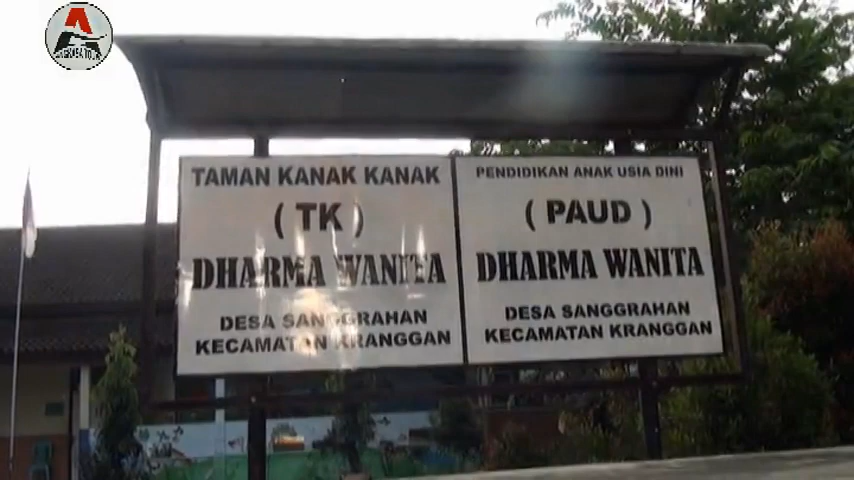 TAMAN KANAK KANAK
( TK )
DHARMA WANITA
DESA SANGGRAHAN
KECAMATAN KRANGGAN
PENDIDIKAN ANAK USIA DINI
( PAUD )
DHARMA WANITA
DESA SANGGRAHAN
KECAMATAN KRANGGAN